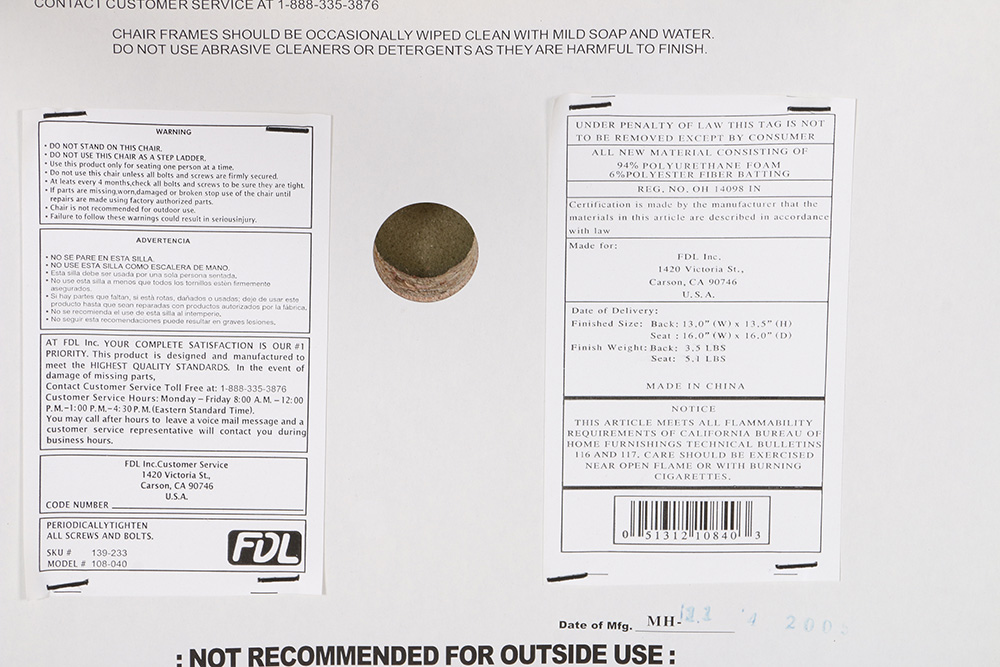 CONTACT CUSTOMER SERVICE AT 1-888-335-3876
CHAIR FRAMES SHOULD BE OCCASIONALLY WIPED CLEAN WITH MILD SOAP AND WATER.
DO NOT USE ABRASIVE CLEANERS OR DETERGENTS AS THEY ARE HARMFUL TO FINISH.
WARNING
• DO NOT STAND ON THIS CHAIR.
• DO NOT USE THIS CHAIR AS A STEP LADDER.
• Use this product only for seating one person at a time.
• Do not use this chair unless all bolts and screws are firmly secured.
• At leats every 4 months,check all bolts and screws to be sure they are tight.
• If parts are missing,worn,damaged or broken stop use of the chair until
repairs are made using factory authorized parts.
• Chair is not recommended for outdoor use.
• Failure to follow these warnings could result in seriousinjury.
ADVERTENCIA
• NO SE PARE EN ESTA SILLA.
• NO USE ESTA SILLA COMO ESCALERA DE MANO.
• Esta silla debe ser usada por una sola persona sentada.
• No use esta silla a menos que todos los tornillos estén firmemente
asegurados.
• Si hay partes que faltan, si está rotas, dañados o usados; deje de usar este
producto hasta que sean reparadas con productos autorizados por la fábrica.
• No se recomienda el uso de esta silla al intemperie.
• No seguir esta recomendaciones puede resultar en graves lesiones.
AT FDL Inc. YOUR COMPLETE SATISFACTION IS OUR #1
PRIORITY. This product is designed and manufactured to
meet the HIGHEST QUALITY STANDARDS. In the event of
damage of missing parts,
Contact Customer Service Toll Free at: 1-888-335-3876
Customer Service Hours: Monday – Friday 8:00 A.M. –12:00
P.M.–1:00 P.M.–4:30 P.M.(Eastern Standard Time).
You may call after hours to leave a voice mail message and a
customer service representative will contact you during
business hours.
FDL Inc.Customer Service
1420 Victoria St.,
Carson, CA 90746
U.S.A.
CODE NUMBER
PERIODICALLYTIGHTEN
ALL SCREWS AND BOLTS.
SKU # 139-233
MODEL # 108-040
FDL
UNDER PENALTY OF LAW THIS TAG IS NOT
TO BE REMOVED EXCEPT BY CONSUMER
ALL NEW MATERIAL CONSISTING OF
94% POLYURETHANE FOAM
6%POLYESTER FIBER BATTING
REG. NO. OH 14098 IN
Certification is made by the manufacturer that the
materials in this article are described in accordance
with law
Made for:
FDL Inc.
1420 Victoria St.,
Carson, CA 90746
U.S.A.
Date of Delivery:
Finished Size: Back: 13.0" (W) x 13.5" (H)
Seat : 16.0" (W) x 16.0" (D)
Finish Weight: Back: 3.5 LBS
Seat: 5.1 LBS
MADE IN CHINA
NOTICE
THIS ARTICLE MEETS ALL FLAMMABILITY
REQUIREMENTS OF CALIFORNIA BUREAU OF
HOME FURNISHINGS TECHNICAL BULLETINS
116 AND 117. CARE SHOULD BE EXERCISED
NEAR OPEN FLAME OR WITH BURNING
CIGARETTES.
0 51312 10840 3
Date of Mfg. MH-
: NOT RECOMMENDED FOR OUTSIDE USE :